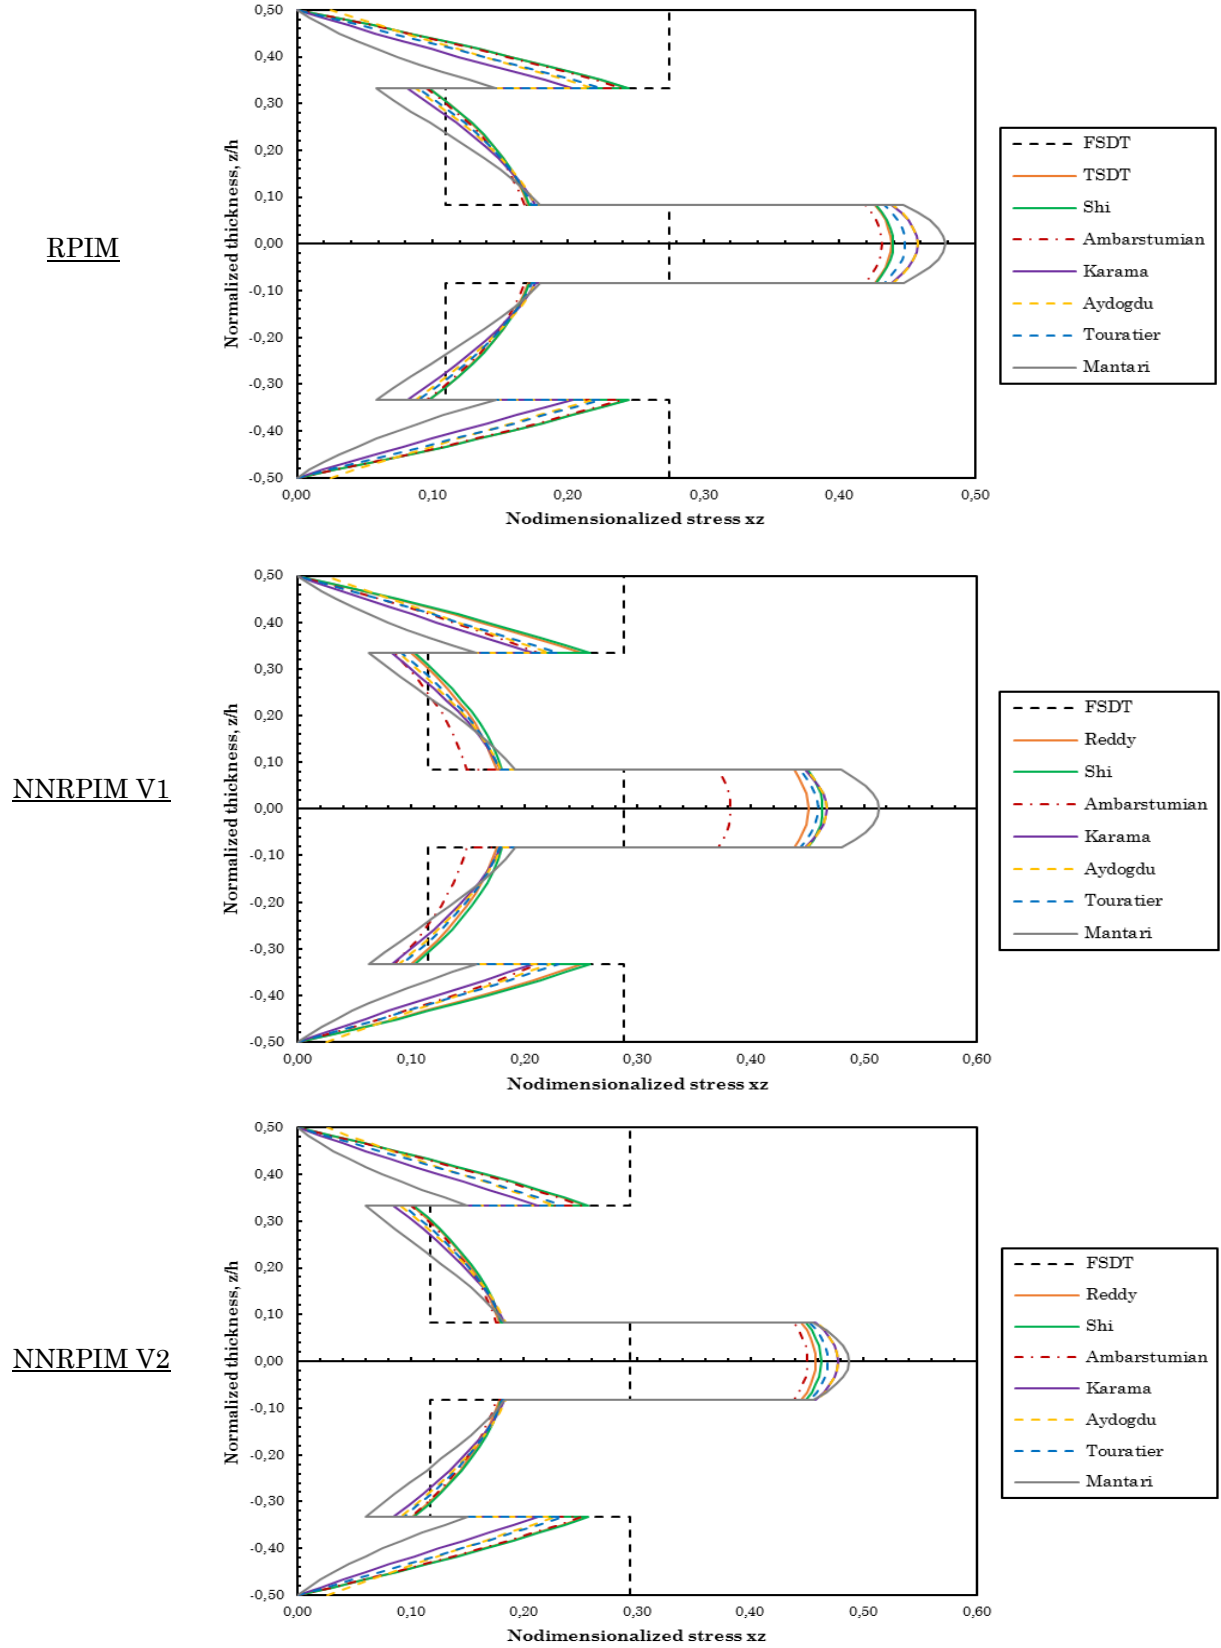 0,50
0,40
0,30
0,20
0,10
0,00
-0,10
-0,20
-0,30
-0,40
-0,50
Normalized thickness, z/h
RPIM
0,00 0,10 0,20 0,30 0,40 0,50
Nodimensionalized stress xz
FSDT
TSDT
Shi
Ambarstumian
Karama
Aydogdu
Touratier
Mantari
0,50
0,40
0,30
0,20
0,10
0,00
-0,10
-0,20
-0,30
-0,40
-0,50
Normalized thickness, z/h
NNRPIM V1
0,00 0,10 0,20 0,30 0,40 0,50 0,60
Nodimensionalized stress xz
FSDT
Reddy
Shi
Ambarstumian
Karama
Aydogdu
Touratier
Mantari
0,50
0,40
0,30
0,20
0,10
0,00
-0,10
-0,20
-0,30
-0,40
-0,50
Normalized thickness, z/h
NNRPIM V2
0,00 0,10 0,20 0,30 0,40 0,50 0,60
Nodimensionalized stress xz
FSDT
Reddy
Shi
Ambarstumian
Karama
Aydogdu
Touratier
Mantari